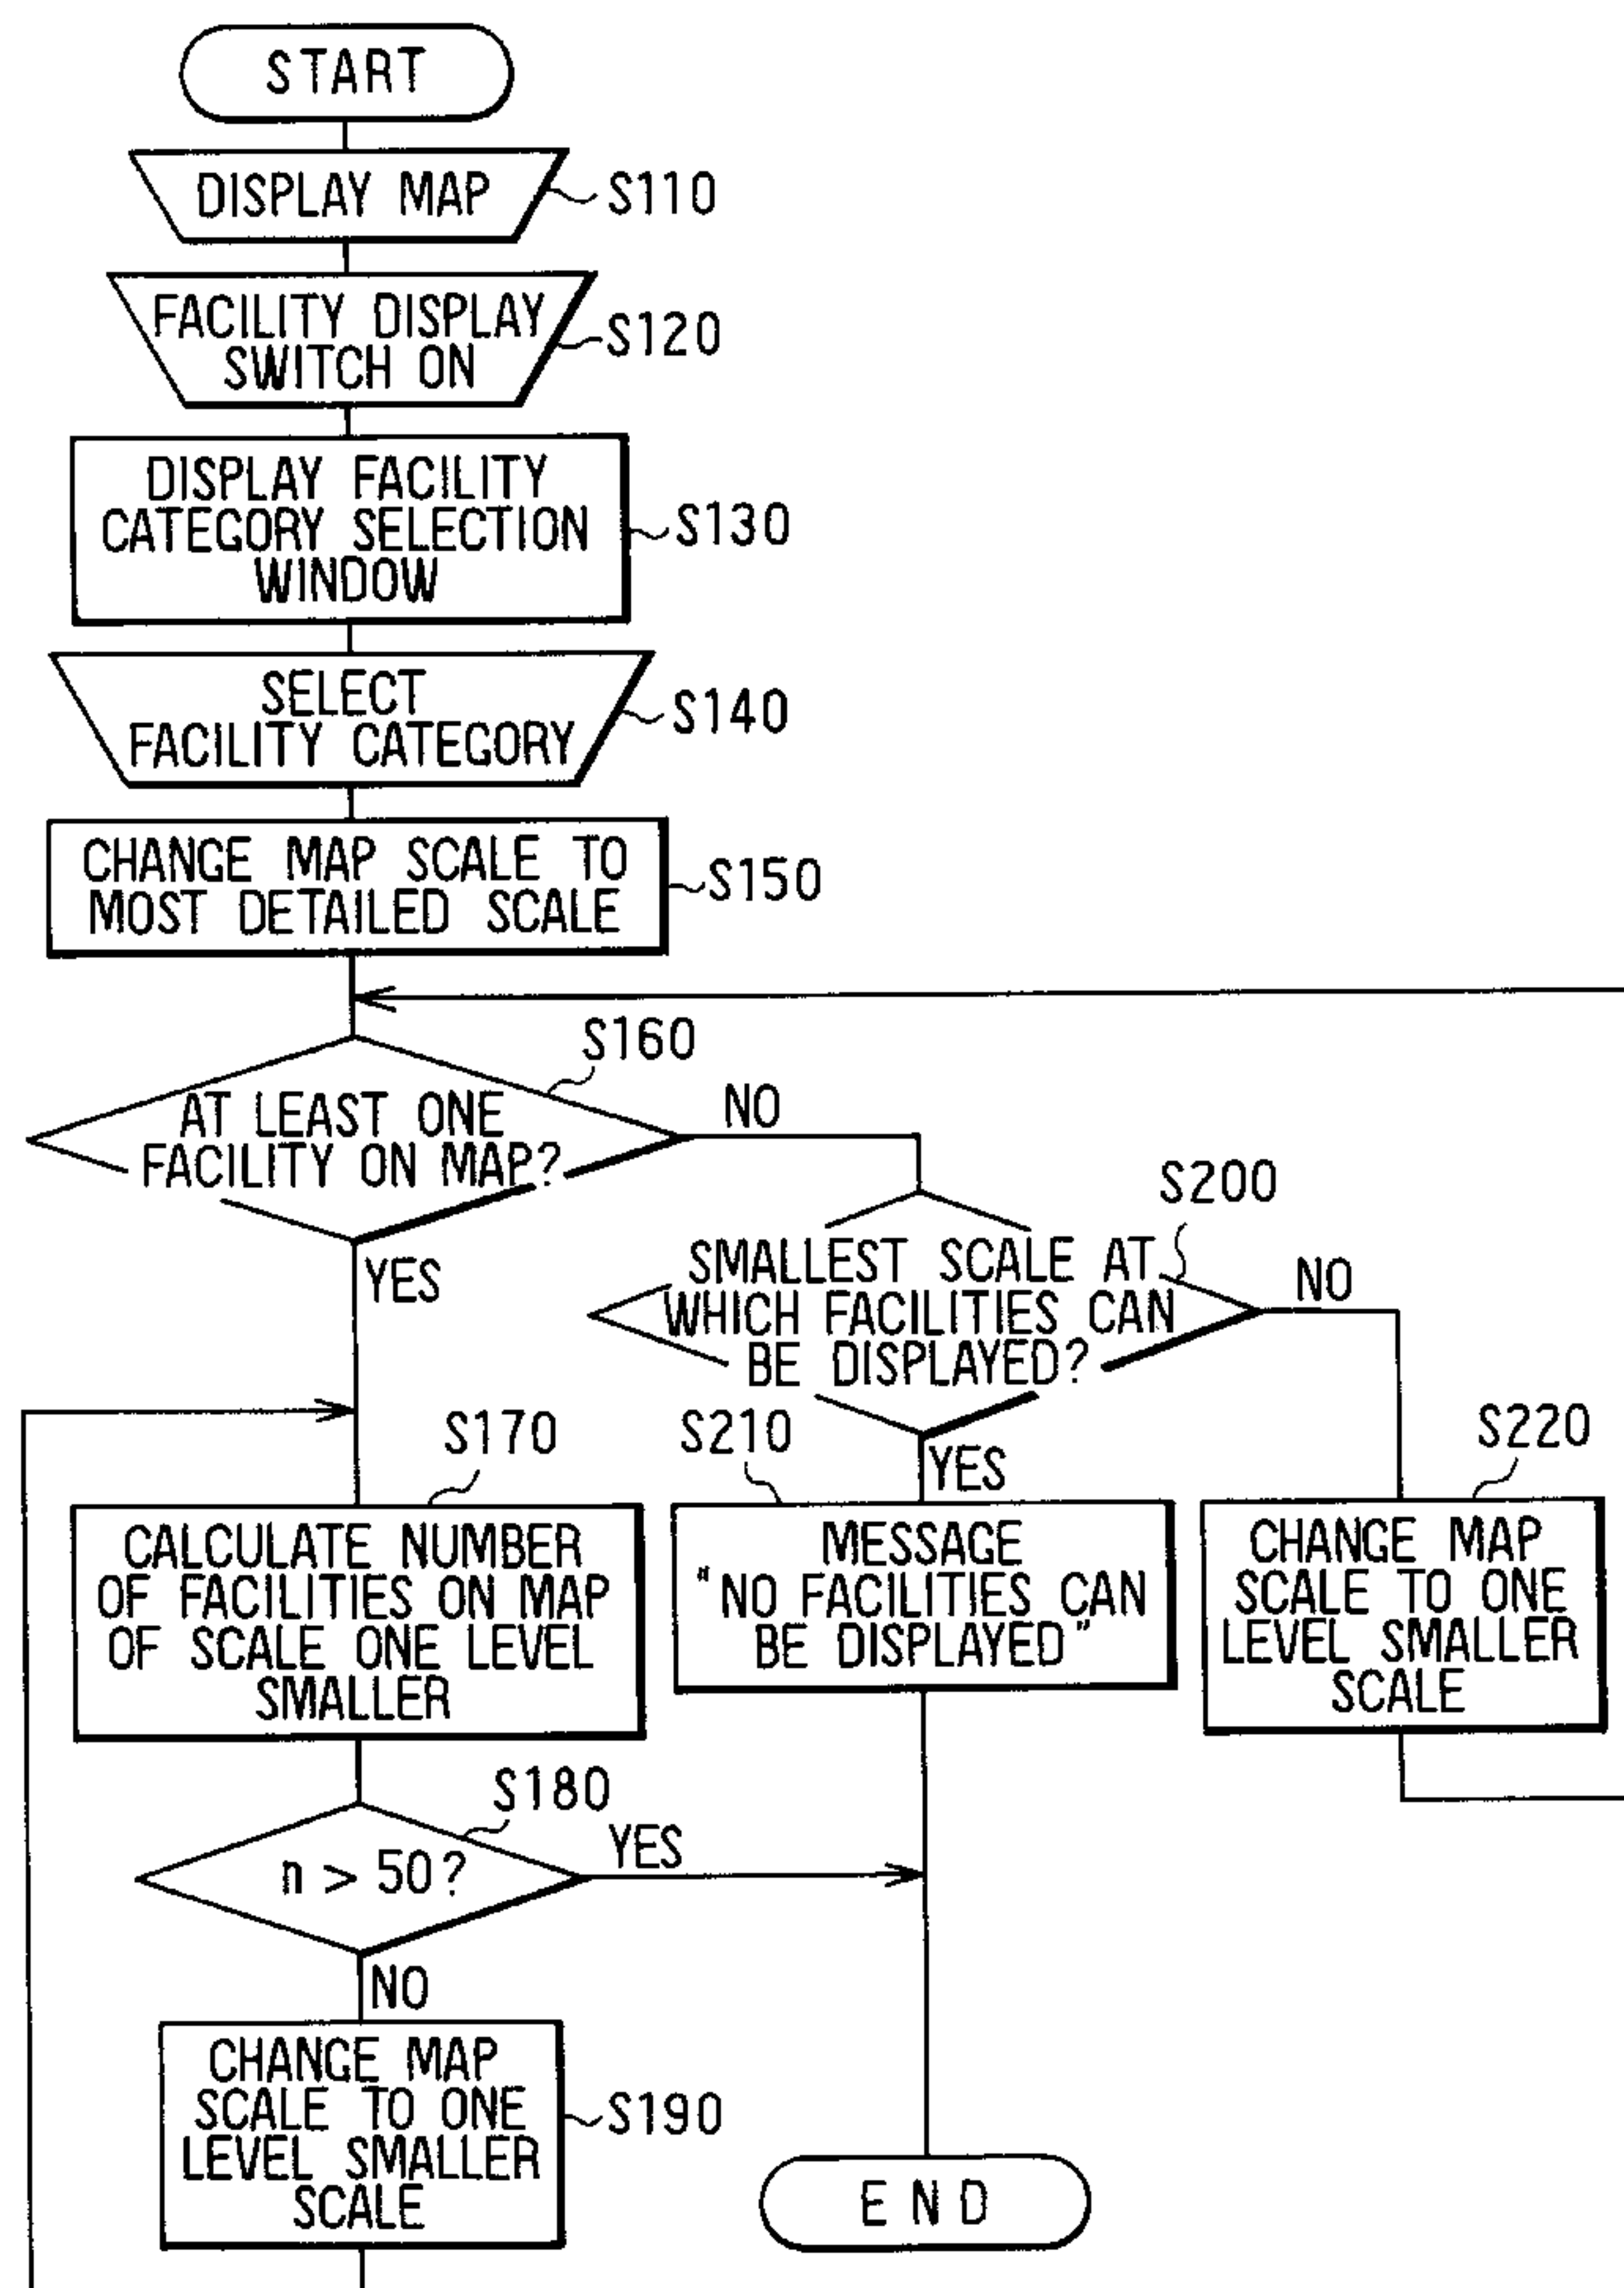 START
DISPLAY MAP
S110
FACILITY DISPLAY
SWITCH ON
S120
DISPLAY FACILITY
CATEGORY SELECTION
WINDOW
S130
SELECT
FACILITY CATEGORY
S140
CHANGE MAP SCALE TO
MOST DETAILED SCALE
S150
S160
AT LEAST ONE
FACILITY ON MAP?
NO
YES
S200
SMALLEST SCALE AT
WHICH FACILITIES CAN
BE DISPLAYED?
NO
YES
S170
CALCULATE NUMBER
OF FACILITIES ON MAP
OF SCALE ONE LEVEL
SMALLER
S210
MESSAGE
"NO FACILITIES CAN
BE DISPLAYED"
S220
CHANGE MAP
SCALE TO ONE
LEVEL SMALLER
SCALE
S180
n > 50?
YES
NO
CHANGE MAP
SCALE TO ONE
LEVEL SMALLER
SCALE
S190
END